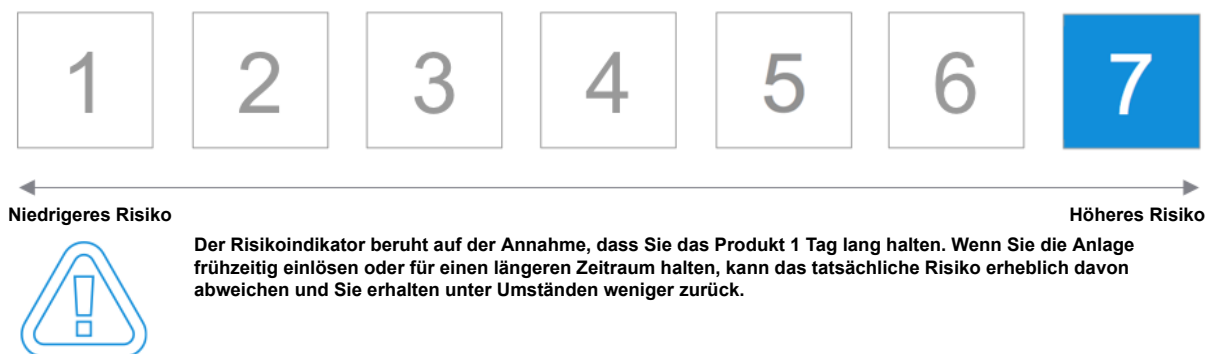 1 2 3 4 5 6 7
Niedrigeres Risiko Höheres Risiko
Der Risikoindikator beruht auf der Annahme, dass Sie das Produkt 1 Tag lang halten. Wenn Sie die Anlage
frühzeitig einlösen oder für einen längeren Zeitraum halten, kann das tatsächliche Risiko erheblich davon
abweichen und Sie erhalten unter Umständen weniger zurück.